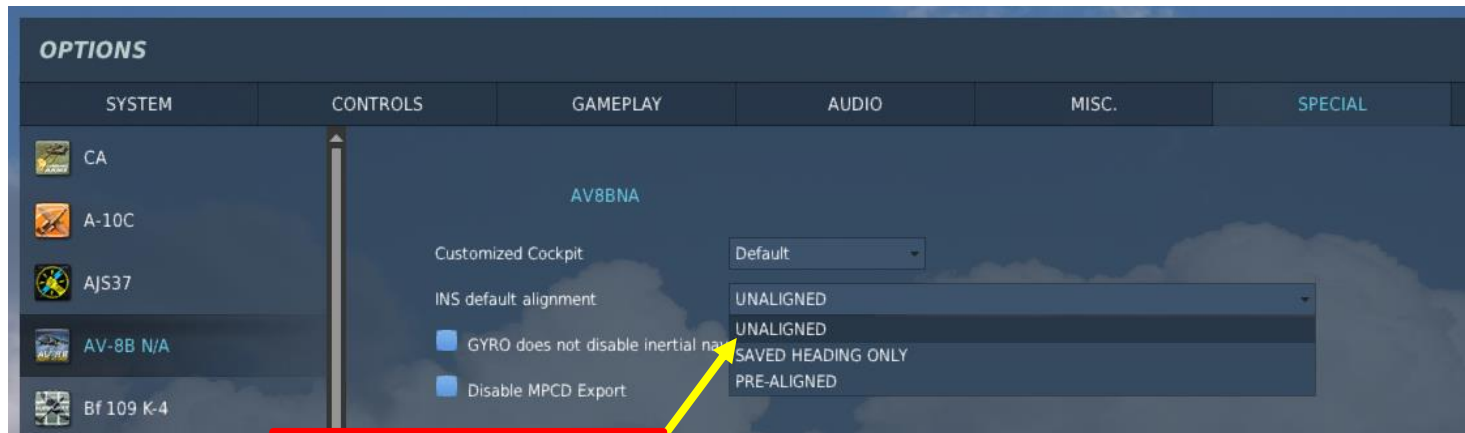 OPTIONS
SYSTEM CONTROLS GAMEPLAY AUDIO MISC. SPECIAL
CA
A-10C
AJS37
AV-8B N/A
Bf 109 K-4
AV8BNA
Customized Cockpit Default
INS default alignment UNALIGNED
UNALIGNED
GYRO does not disable inertial nav
SAVED HEADING ONLY
PRE-ALIGNED
Disable MPCD Export